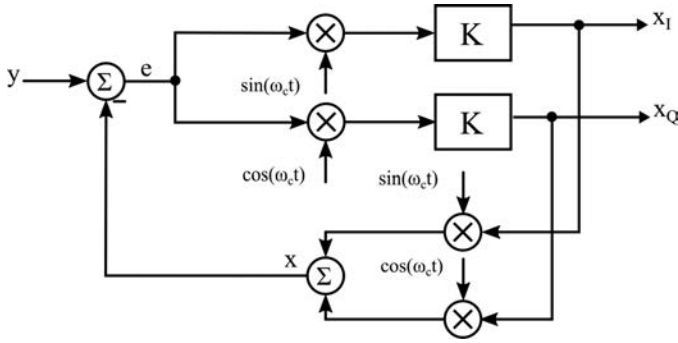 x_I
K
y
Σ
e
sin(ω_c t)
−
x_Q
K
cos(ω_c t)
sin(ω_c t)
x
Σ
cos(ω_c t)